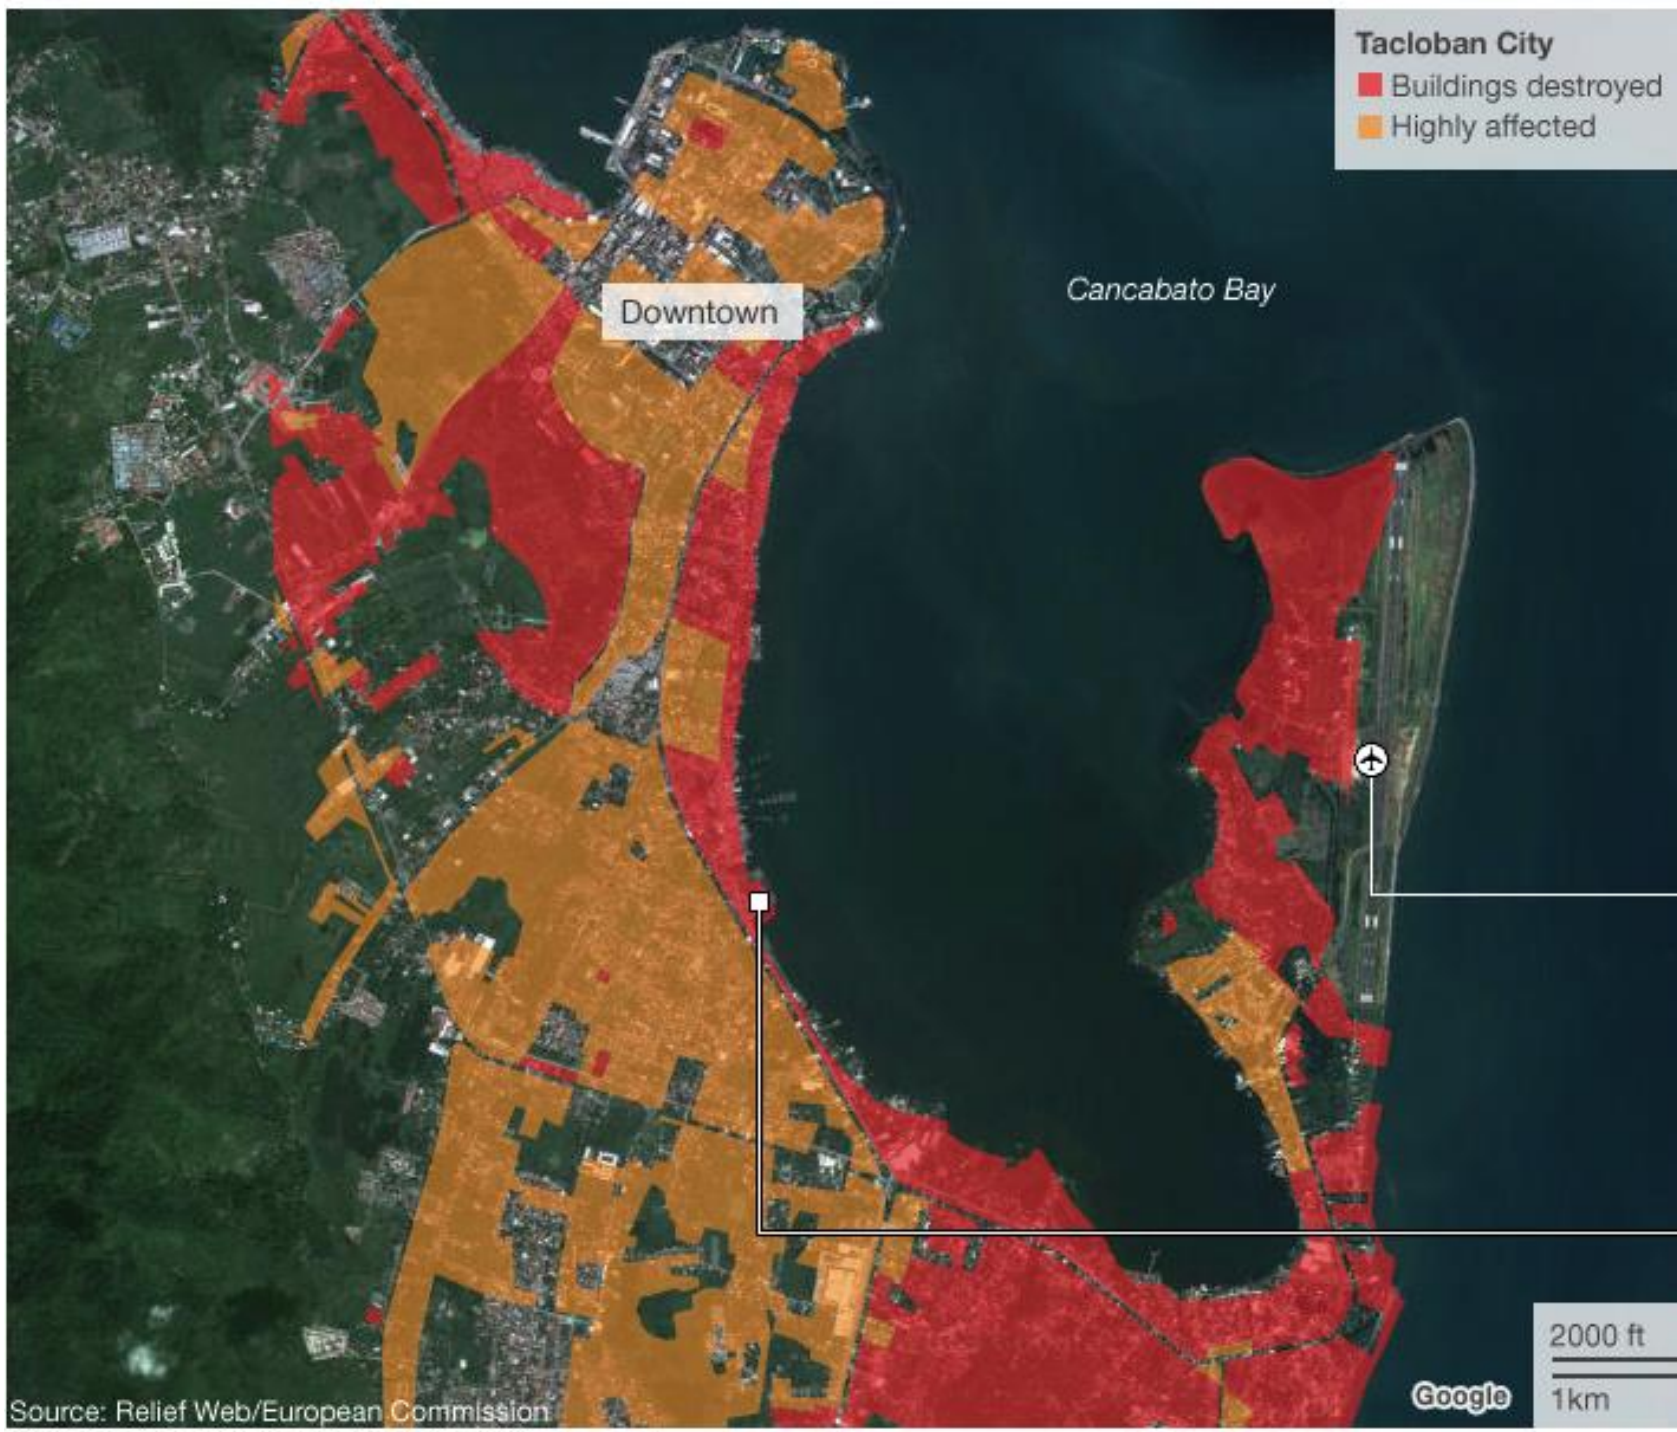 Tacloban City
Buildings destroyed
Highly affected
Cancabato Bay
Downtown
2000 ft
1km
Google
Source: Relief Web/European Commission